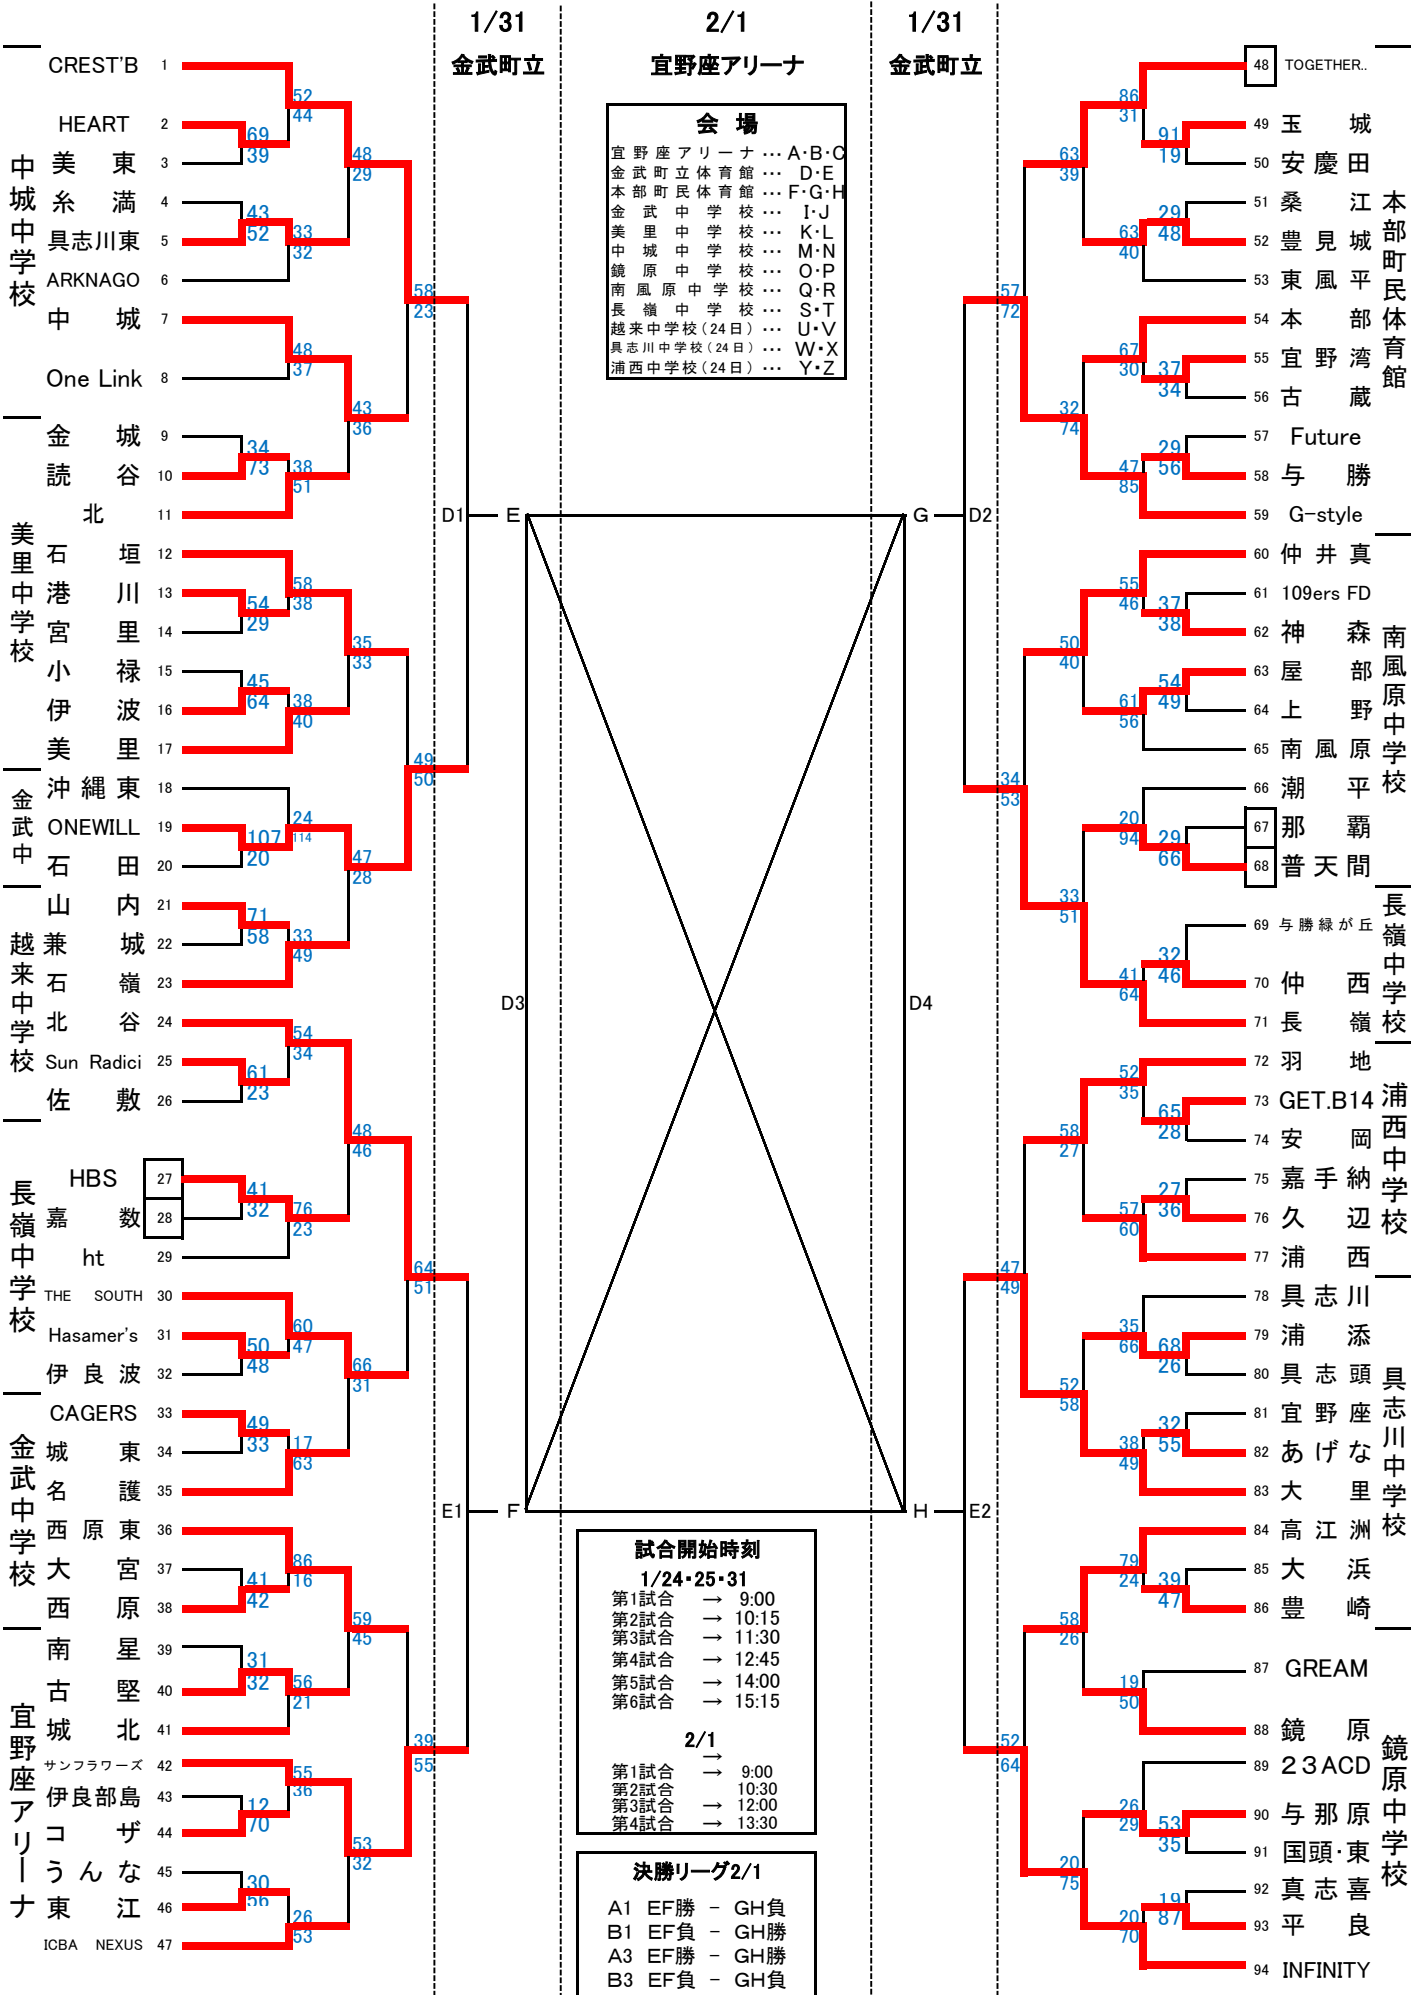 1/31
金武町立
2/1
宜野座アリーナ
1/31
金武町立
会 場
宜野座アリーナ … A・B・C
金武町立体育館 … D・E
本部町民体育館 … F・G・H
金武中学校 … I・J
美里中学校 … K・L
中城中学校 … M・N
鏡原中学校 … O・P
南風原中学校 … Q・R
長嶺中学校 … S・T
越来中学校(24日) … U・V
具志川中学校(24日) … W・X
浦西中学校(24日) … Y・Z
中城中学校
CREST'B 1
HEART 2
美東 3
糸満 4
具志川東 5
ARKNAGO 6
中城 7
One Link 8
美里中学校
金城 9
読谷 10
北 11
石垣 12
港川 13
宮里 14
小禄 15
伊波 16
美里 17
金武中
沖縄東 18
ONEWILL 19
石田 20
越来中学校
山内 21
兼城 22
石嶺 23
北谷 24
Sun Radici 25
佐敷 26
長嶺中学校
HBS 27
嘉数 28
ht 29
THE SOUTH 30
Hasamer's 31
伊良波 32
金武中学校
CAGERS 33
城東 34
名護 35
西原東 36
大宮 37
西原 38
宜野座アリーナ
南星 39
古堅 40
城北 41
サンフラワーズ 42
伊良部島 43
コザ 44
うんな 45
東江 46
ICBA NEXUS 47
69
39
43
52
34
73
54
29
45
64
107
20
71
58
61
23
41
32
50
48
49
33
41
42
31
32
12
70
30
56
52
44
33
32
48
37
38
51
58
38
38
40
24
114
33
49
54
34
76
23
60
47
17
63
86
16
56
21
55
36
26
53
48
29
43
36
35
33
47
28
48
46
66
31
59
45
53
32
58
23
49
50
64
51
39
55
D1
E
G
D2
D3
D4
E1
F
H
E2
57
72
34
53
47
49
52
64
63
39
32
74
50
40
33
51
58
27
52
58
58
26
20
75
86
31
63
40
67
30
47
85
55
46
61
56
20
94
41
64
52
35
57
60
35
66
38
49
79
24
19
50
26
29
20
70
91
19
29
48
37
34
29
56
37
38
54
49
29
66
32
46
65
28
27
36
68
26
32
55
39
47
53
35
19
87
本部町民体育館
48 TOGETHER..
49 玉城
50 安慶田
51 桑江
52 豊見城
53 東風平
54 本部
55 宜野湾
56 古蔵
57 Future
58 与勝
59 G-style
南風原中学校
60 仲井真
61 109ers FD
62 神森
63 屋部
64 上野
65 南風原
66 潮平
67 那覇
68 普天間
長嶺中学校
69 与勝緑が丘
70 仲西
71 長嶺
浦西中学校
72 羽地
73 GET.B14
74 安岡
75 嘉手納
76 久辺
77 浦西
具志川中学校
78 具志川
79 浦添
80 具志頭
81 宜野座
82 あげな
83 大里
84 高江洲
85 大浜
86 豊崎
鏡原中学校
87 GREAM
88 鏡原
89 23ACD
90 与那原
91 国頭・東
92 真志喜
93 平良
94 INFINITY
試合開始時刻
1/24・25・31
第1試合 → 9:00
第2試合 → 10:15
第3試合 → 11:30
第4試合 → 12:45
第5試合 → 14:00
第6試合 → 15:15
2/1
→
第1試合 → 9:00
第2試合 10:30
第3試合 → 12:00
第4試合 → 13:30
決勝リーグ2/1
A1 EF勝 - GH負
B1 EF負 - GH勝
A3 EF勝 - GH勝
B3 EF負 - GH負